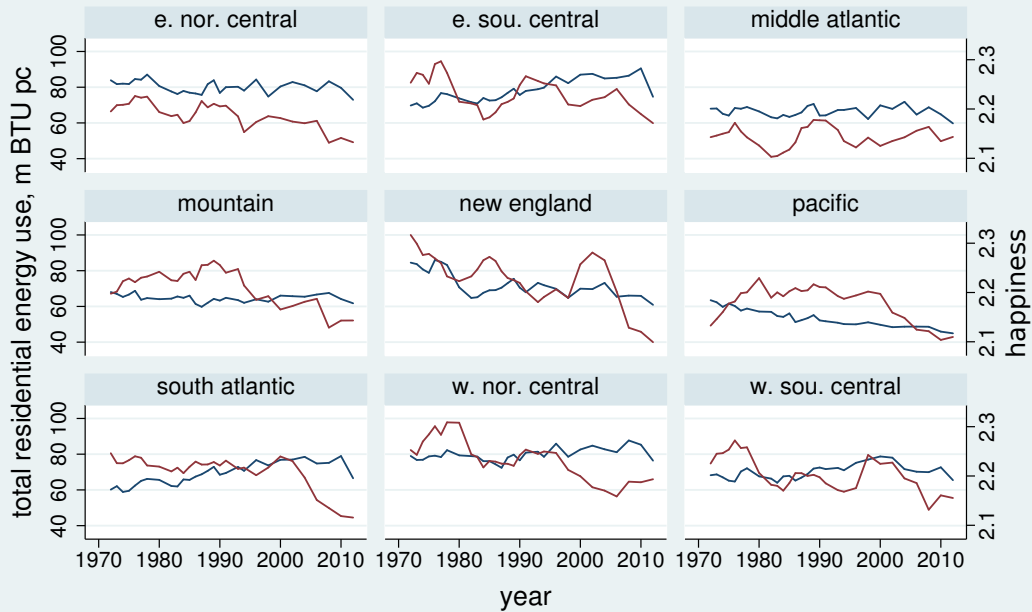 e. nor. central
e. sou. central
middle atlantic
40 60 80 100
2.1 2.2 2.3
mountain
new england
pacific
40 60 80 100
2.1 2.2 2.3
south atlantic
w. nor. central
w. sou. central
40 60 80 100
2.1 2.2 2.3
1970 1980 1990 2000 2010
1970 1980 1990 2000 2010
1970 1980 1990 2000 2010
total residential energy use, m BTU pc
happiness
year